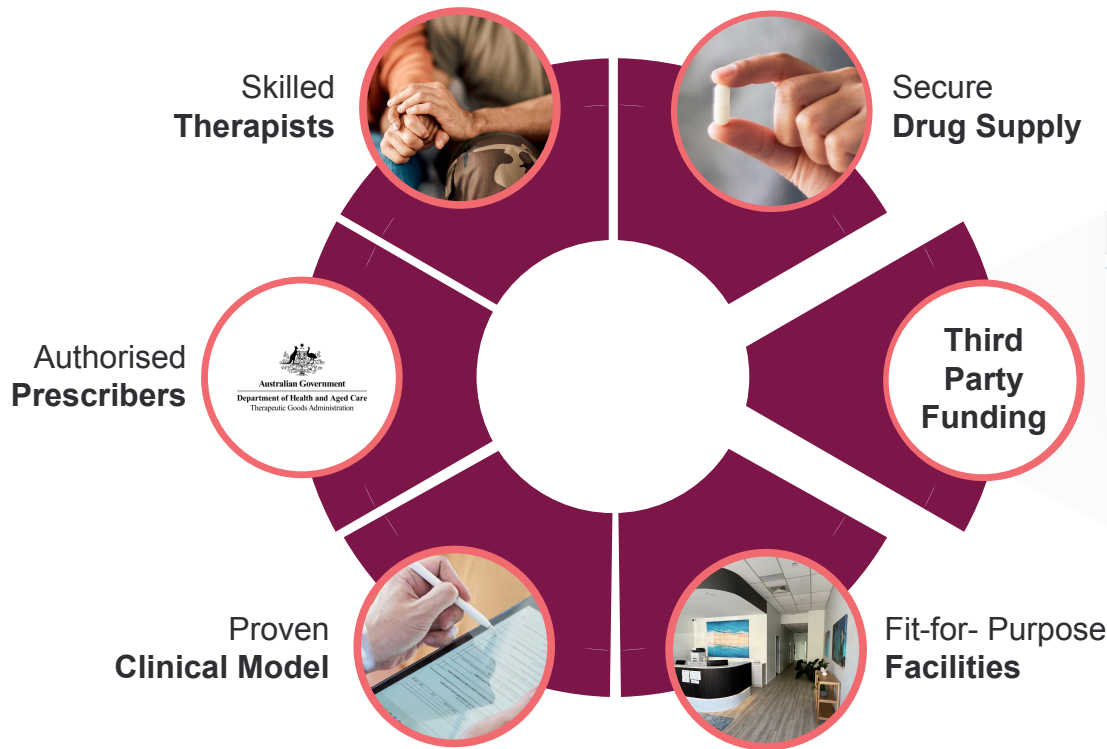 Skilled
Therapists
Secure
Drug Supply
Authorised
Prescribers
Australian Government
Department of Health and Aged Care
Therapeutic Goods Administration
Third
Party
Funding
Proven
Clinical Model
Fit-for- Purpose
Facilities